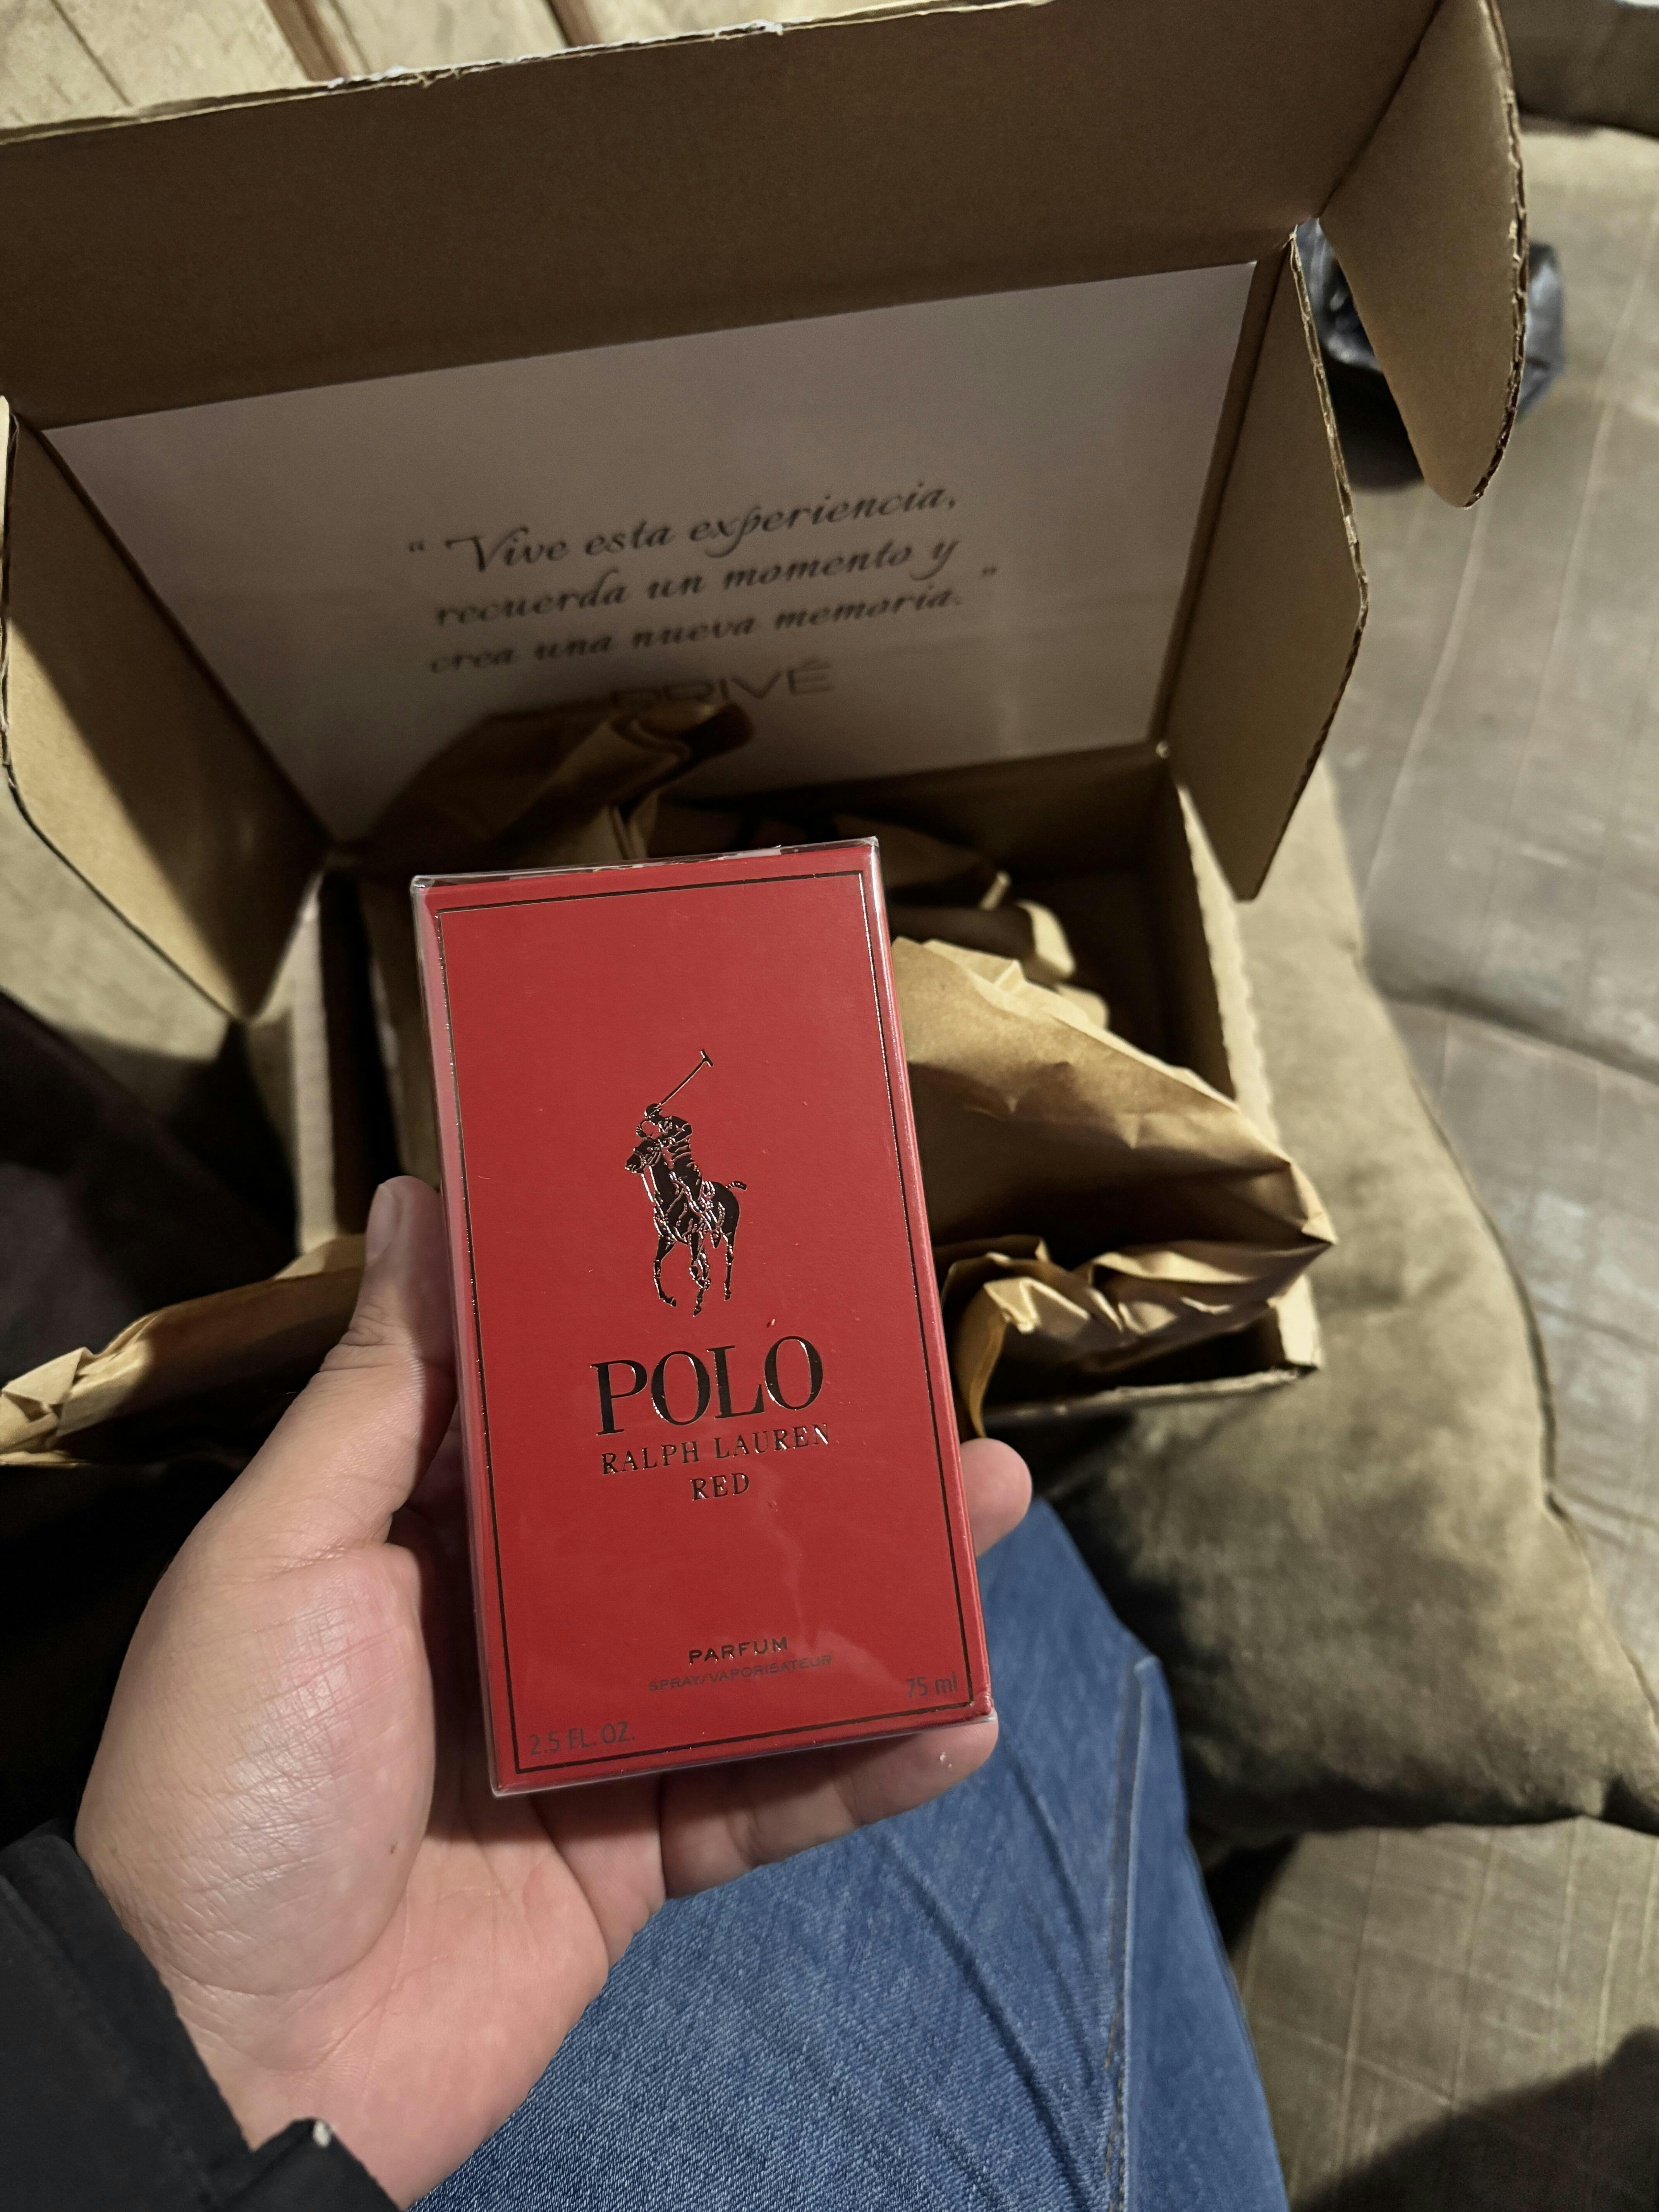 “ Vive esta experiencia,
recuerda un momento y
crea una nueva memoria. ”
PRIVÉ
POLO
RALPH LAUREN
RED
PARFUM
SPRAY/VAPORISATEUR
75 ml
2.5 FL. OZ.